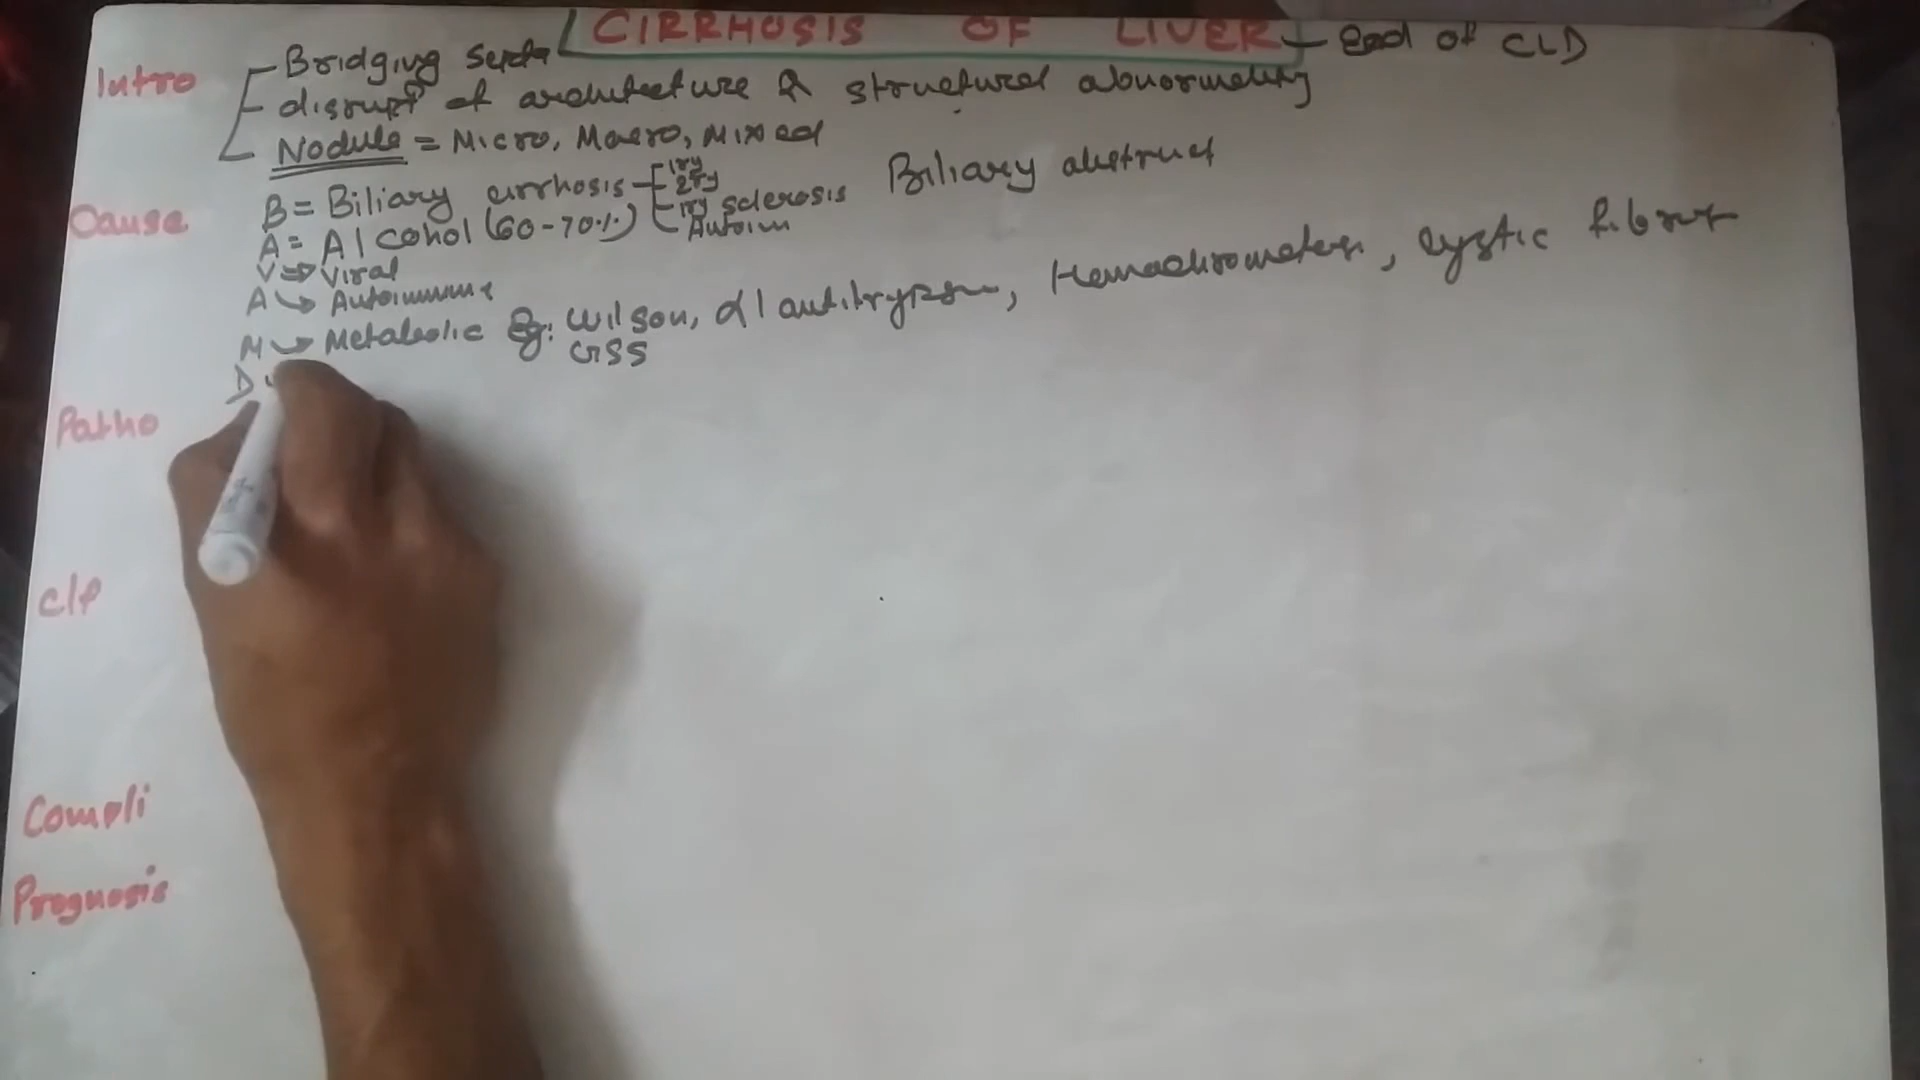 CIRRHOSIS OF LIVER - End of CLD
Intro
Bridging septa
disrupt of architecture & structural abnormality
Nodule = Micro, Macro, Mixed
Cause
B = Biliary cirrhosis
1ry
2ry
1ry sclerosis
Autoim
Biliary obstruct
A = Alcohol (60-70%)
V => Viral
A -> Autoimmune
M -> Metabolic Eg: Wilson, α1 antitrypsin, Hemachromatosis, cystic fibrosis
GSS
D
Patho
C/f
Compli
Prognosis